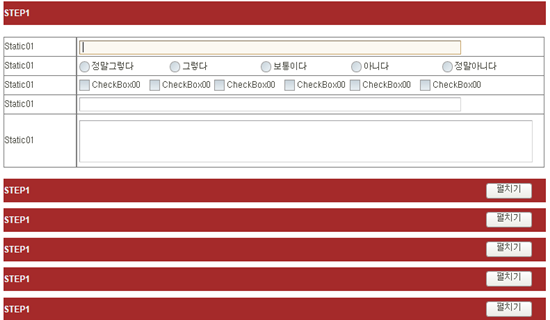 STEP1
Static01
Static01 정말그렇다 그렇다 보통이다 아니다 정말아니다
Static01 CheckBox00 CheckBox00 CheckBox00 CheckBox00 CheckBox00 CheckBox00
Static01
Static01
STEP1 펼치기
STEP1 펼치기
STEP1 펼치기
STEP1 펼치기
STEP1 펼치기